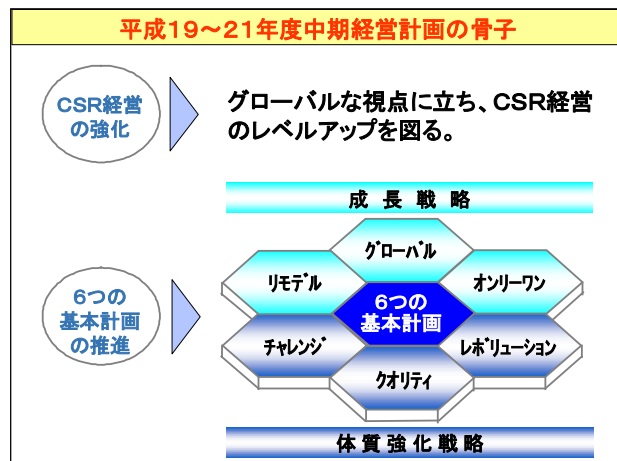 平成19～21年度中期経営計画の骨子
CSR経営
の強化
グローバルな視点に立ち、CSR経営
のレベルアップを図る。
成長戦略
グローバル
リモデル
オンリーワン
6つの
基本計画
6つの
基本計画
の推進
チャレンジ
レボリューション
クオリティ
体質強化戦略